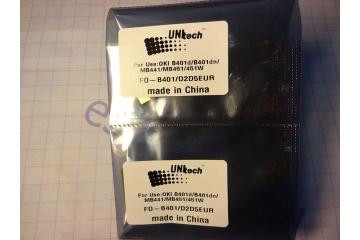 UNItech
For Use:OKI B401d/B401dn/
MB441/MB451/451W
FO-B401/D2D5EUR
made in China
UNItech
For Use:OKI B401d/B401dn/
MB441/MB451/451W
FO-B401/D2D5EUR
made in China